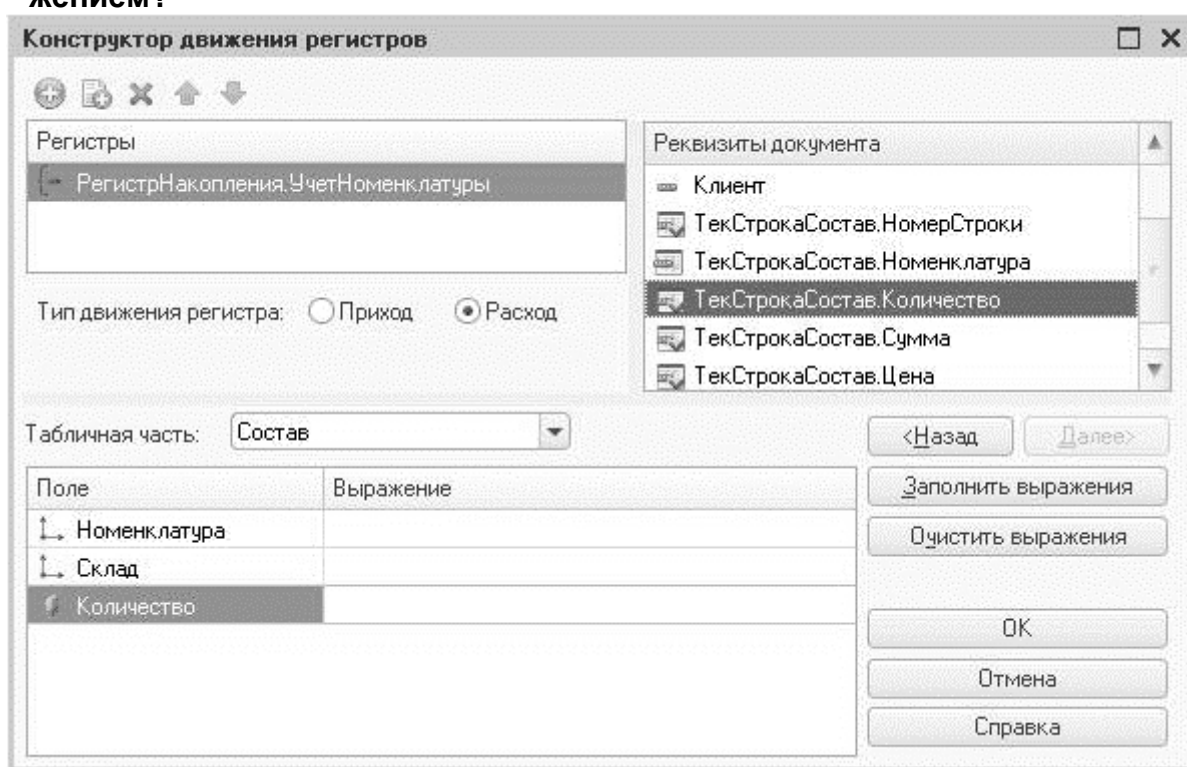 жением?
Конструктор движения регистров
Регистры
РегистрНакопления.УчетНоменклатуры
Реквизиты документа
Клиент
ТекСтрокаСостав.НомерСтроки
ТекСтрокаСостав.Номенклатура
ТекСтрокаСостав.Количество
ТекСтрокаСостав.Сумма
ТекСтрокаСостав.Цена
Тип движения регистра: Приход Расход
Табличная часть: Состав
<Назад Далее>
Поле Выражение
Номенклатура
Склад
Количество
Заполнить выражения
Очистить выражения
ОК
Отмена
Справка